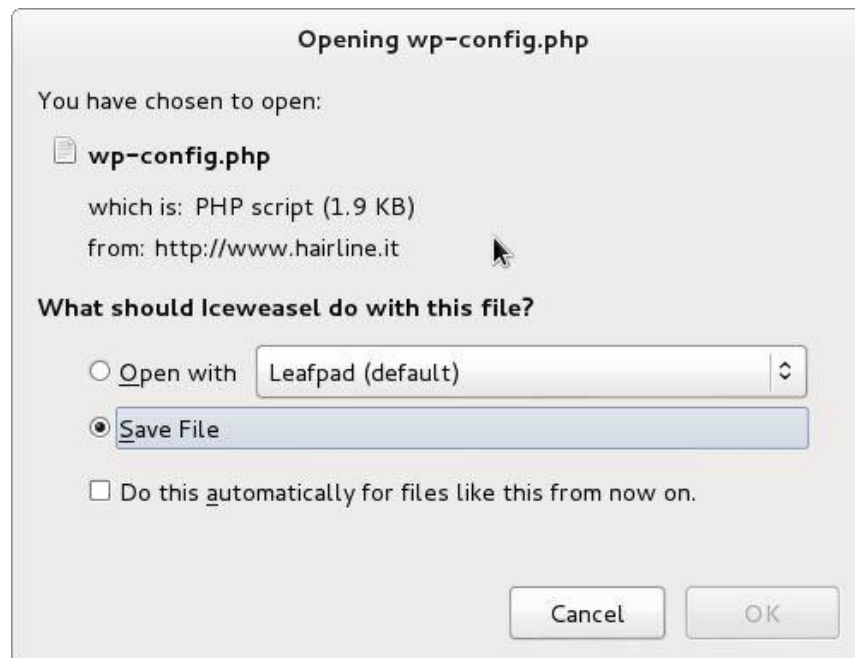 Opening wp-config.php
You have chosen to open:
wp-config.php
which is: PHP script (1.9 KB)
from: http://www.hairline.it
What should Iceweasel do with this file?
Open with Leafpad (default)
Save File
Do this automatically for files like this from now on.
Cancel OK